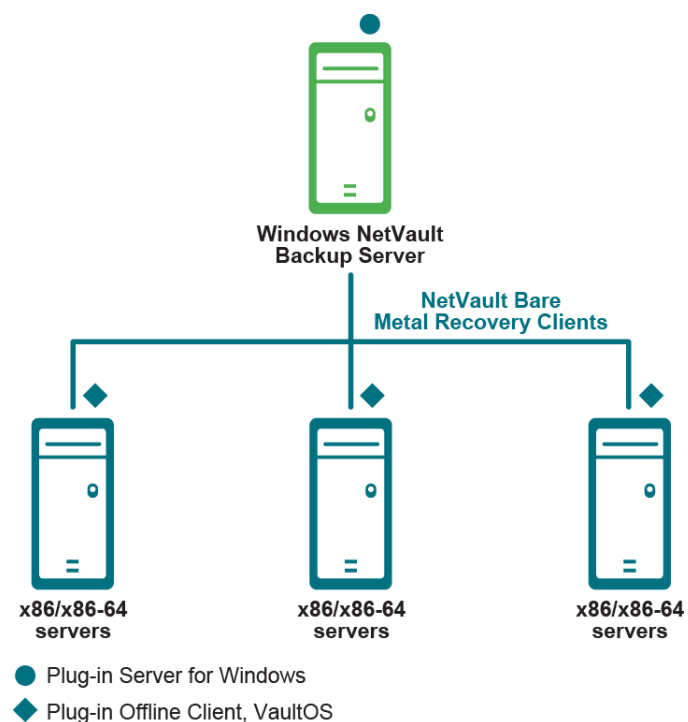 Windows NetVault
Backup Server
NetVault Bare
Metal Recovery Clients
x86/x86-64
servers
x86/x86-64
servers
x86/x86-64
servers
Plug-in Server for Windows
Plug-in Offline Client, VaultOS